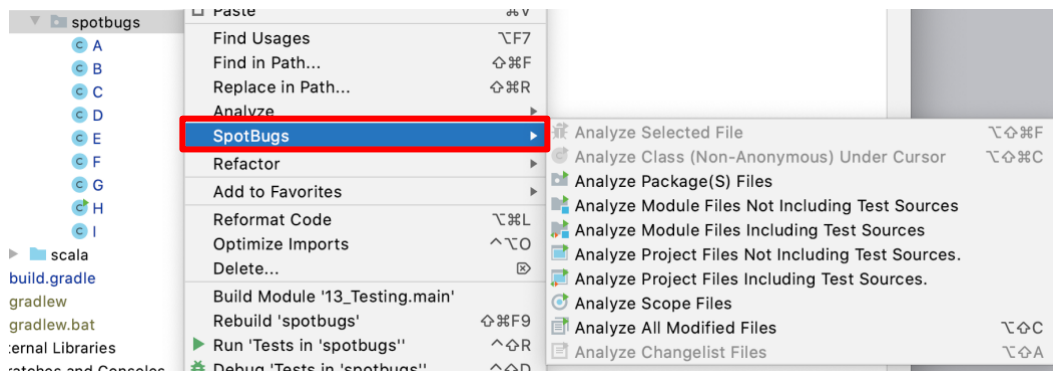 spotbugs
A
B
C
D
E
F
G
H
I
scala
build.gradle
gradlew
gradlew.bat
ernal Libraries
Paste ⌘V
Find Usages ⌥F7
Find in Path... ⇧⌘F
Replace in Path... ⇧⌘R
Analyze
SpotBugs
Refactor
Add to Favorites
Reformat Code ⌥⌘L
Optimize Imports ^⌥O
Delete... ⌦
Build Module '13_Testing.main'
Rebuild 'spotbugs' ⇧⌘F9
Run 'Tests in 'spotbugs'' ^⇧R
Debug 'Tests in 'spotbugs'' ^⇧D
Analyze Selected File ⌥⇧⌘F
Analyze Class (Non-Anonymous) Under Cursor ⌥⇧⌘C
Analyze Package(S) Files
Analyze Module Files Not Including Test Sources
Analyze Module Files Including Test Sources
Analyze Project Files Not Including Test Sources.
Analyze Project Files Including Test Sources.
Analyze Scope Files
Analyze All Modified Files ⌥⇧C
Analyze Changelist Files ⌥⇧A